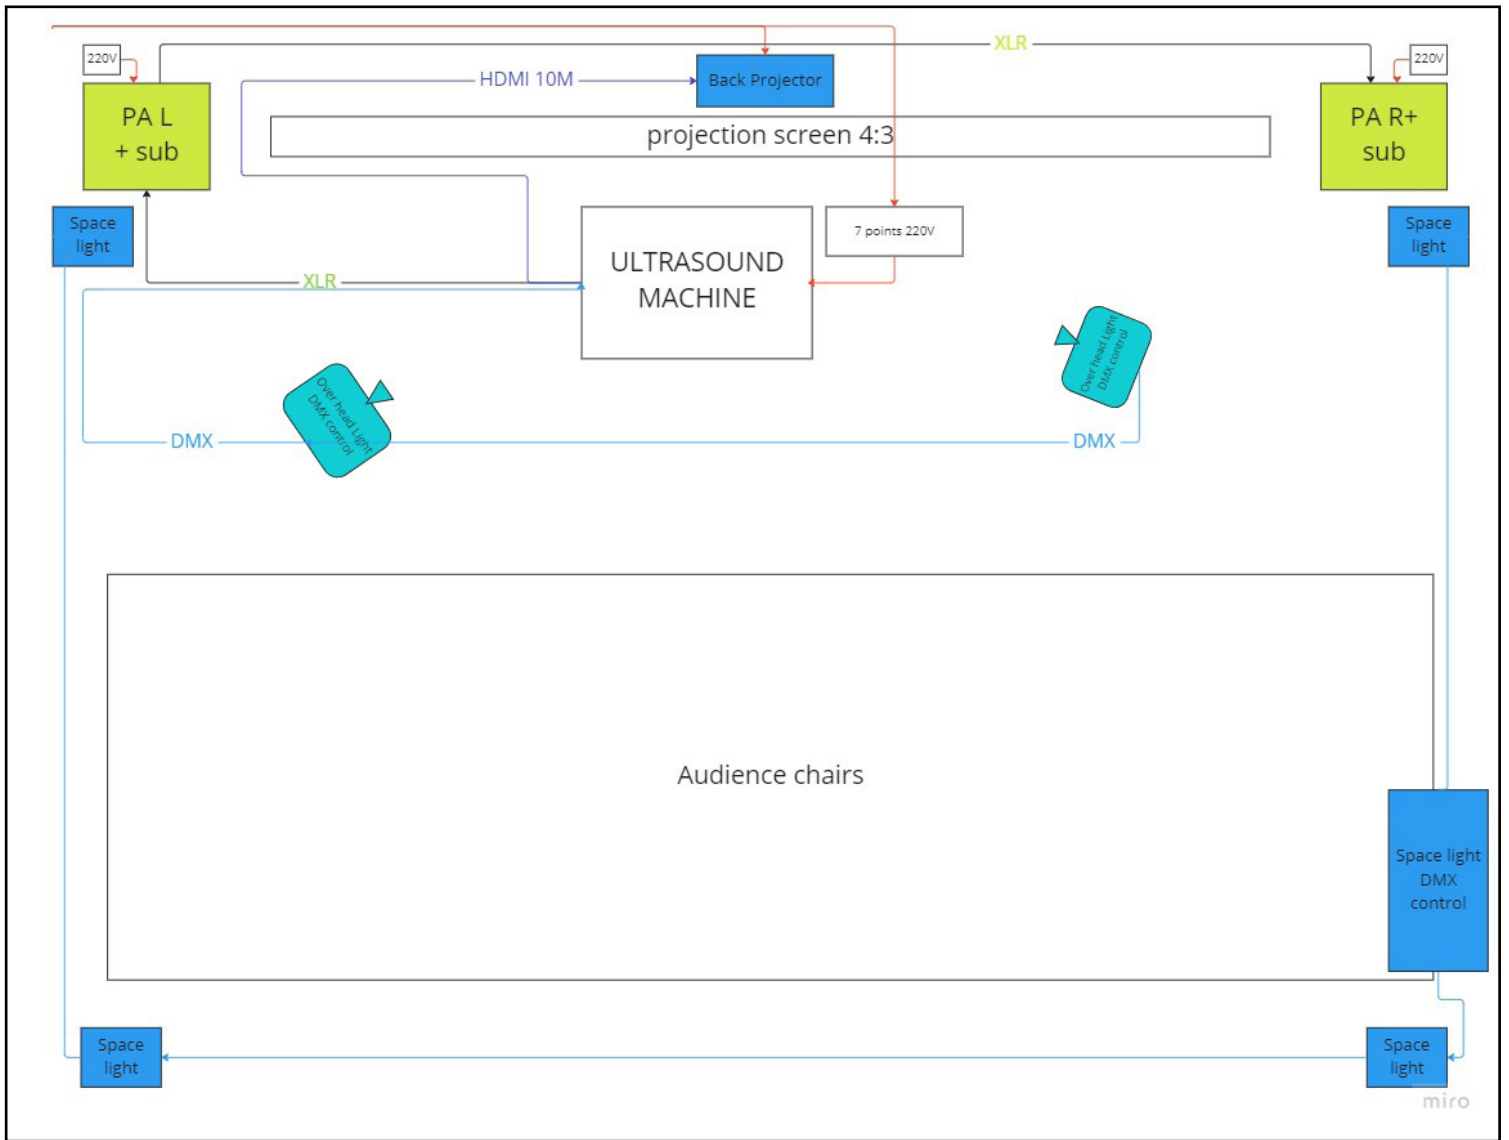 XLR
220V
220V
HDMI 10M
Back Projector
PA L
+ sub
projection screen 4:3
PA R+
sub
Space
light
7 points 220V
Space
light
ULTRASOUND
MACHINE
XLR
Over head Light
DMX control
Over head Light
DMX control
DMX
DMX
Audience chairs
Space light
DMX
control
Space
light
Space
light
miro